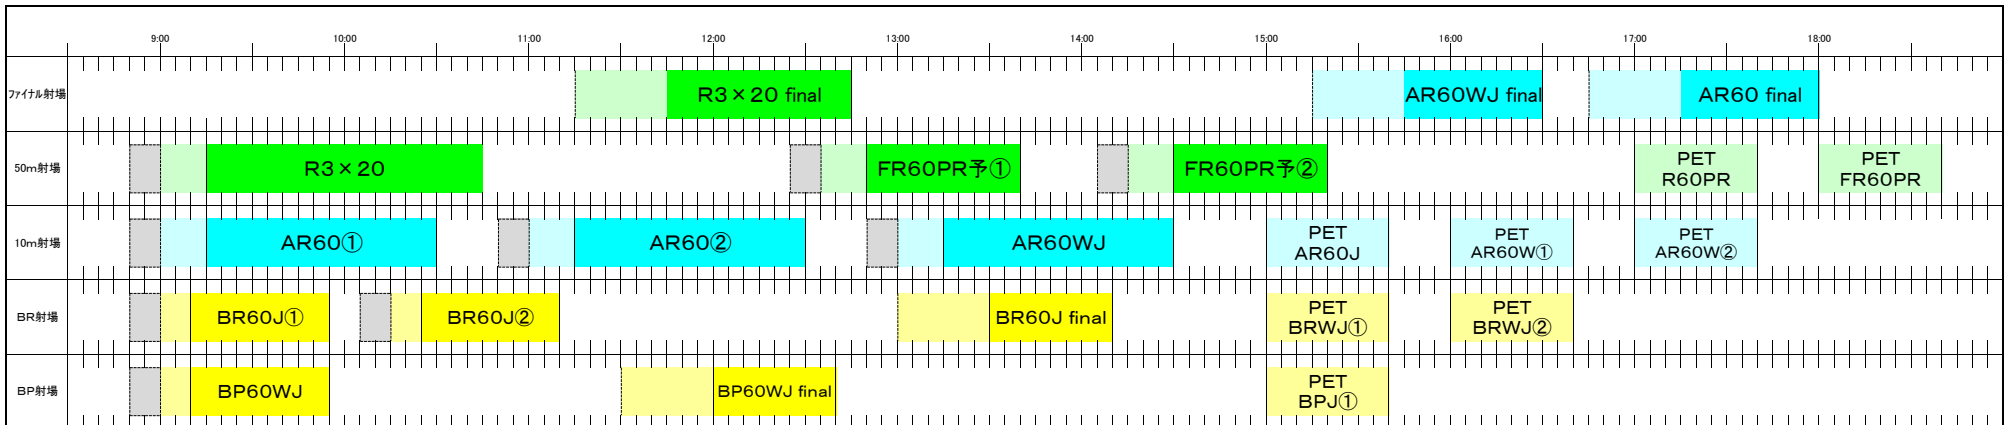 9:00 10:00 11:00 12:00 13:00 14:00 15:00 16:00 17:00 18:00
ファイナル射場 R3×20 final AR60WJ final AR60 final
50m射場 R3×20 FR60PR予① FR60PR予② PET R60PR PET FR60PR
10m射場 AR60① AR60② AR60WJ PET AR60J PET AR60W① PET AR60W②
BR射場 BR60J① BR60J② BR60J final PET BRWJ① PET BRWJ②
BP射場 BP60WJ BP60WJ final PET BPJ①